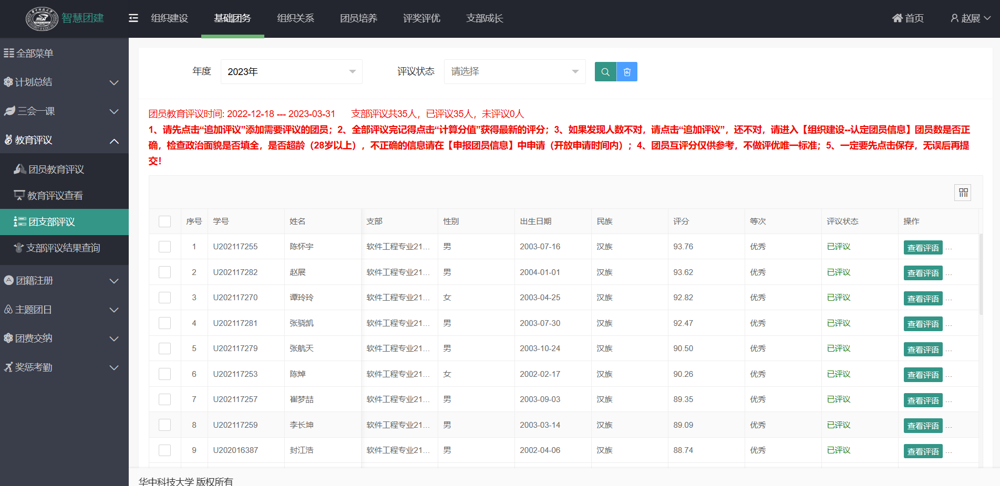 智慧团建
组织建设 基础团务 组织关系 团员培养 评奖评优 支部成长 首页 赵展
全部菜单
计划总结
三会一课
教育评议
团员教育评议
教育评议查看
团支部评议
支部评议结果查询
团籍注册
主题团日
团费交纳
奖惩考勤
年度 2023年 评议状态 请选择
团员教育评议时间: 2022-12-18 --- 2023-03-31 支部评议共35人，已评议35人，未评议0人
1、请先点击“追加评议”添加需要评议的团员；2、全部评议完记得点击“计算分值”获得最新的评分；3、如果发现人数不对，请点击“追加评议”，还不对，请进入【组织建设--认定团员信息】团员数是否正
确，检查政治面貌是否填全，是否超龄（28岁以上），不正确的信息请在【申报团员信息】中申请（开放申请时间内）；4、团员互评分仅供参考，不做评优唯一标准；5、一定要先点击保存，无误后再提
交！
序号 学号 姓名 支部 性别 出生日期 民族 评分 等次 评议状态 操作
1 U202117255 陈怀宇 软件工程专业21... 男 2003-07-16 汉族 93.76 优秀 已评议 查看评语 ...
2 U202117282 赵展 软件工程专业21... 男 2004-01-01 汉族 93.62 优秀 已评议 查看评语 ...
3 U202117270 谭玲玲 软件工程专业21... 女 2003-04-25 汉族 92.82 优秀 已评议 查看评语 ...
4 U202117281 张骁凯 软件工程专业21... 男 2003-07-30 汉族 92.47 优秀 已评议 查看评语 ...
5 U202117279 张航天 软件工程专业21... 男 2003-10-24 汉族 90.50 优秀 已评议 查看评语 ...
6 U202117253 陈焯 软件工程专业21... 女 2002-02-17 汉族 90.26 优秀 已评议 查看评语 ...
7 U202117257 崔梦喆 软件工程专业21... 男 2003-09-03 汉族 89.35 优秀 已评议 查看评语 ...
8 U202117259 李长坤 软件工程专业21... 男 2003-03-14 汉族 89.09 优秀 已评议 查看评语 ...
9 U202016387 封江浩 软件工程专业21... 男 2002-04-06 汉族 88.74 优秀 已评议 查看评语 ...
华中科技大学 版权所有